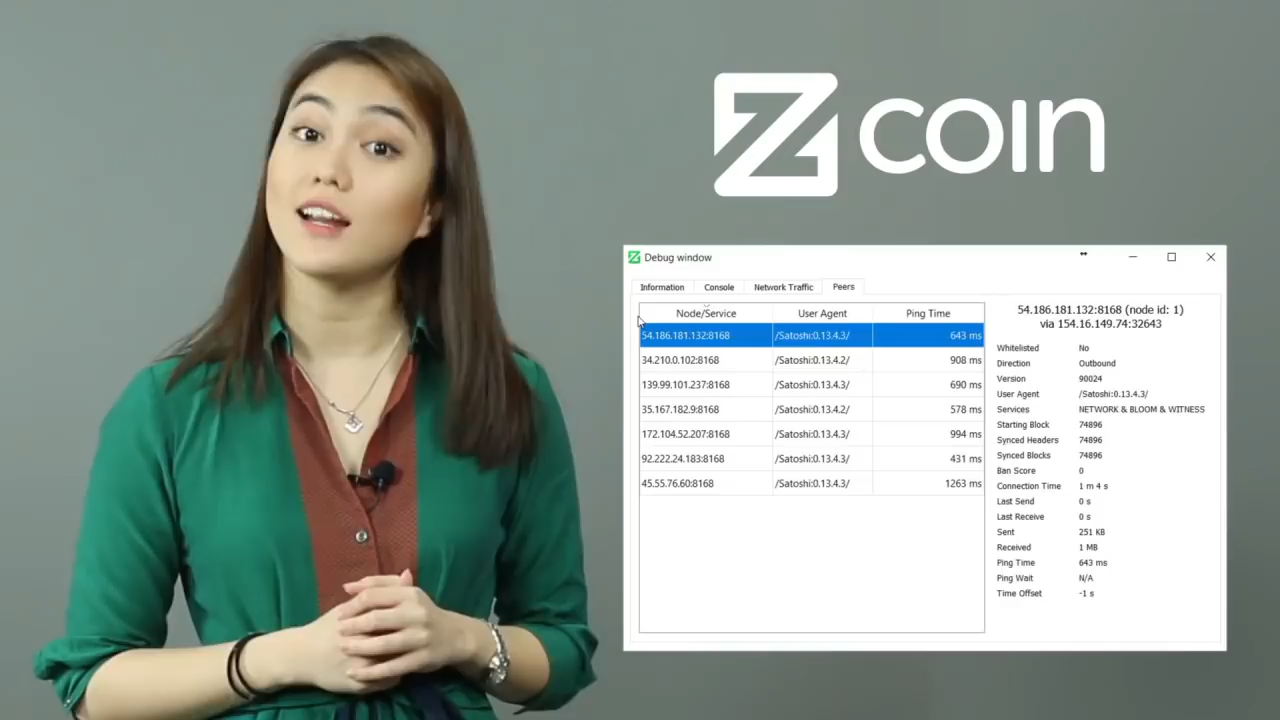 Zcoin
Debug window
Information Console Network Traffic Peers
Node/Service User Agent Ping Time
54.186.181.132:8168 /Satoshi:0.13.4.3/ 643 ms
34.210.0.102:8168 /Satoshi:0.13.4.2/ 908 ms
139.99.101.237:8168 /Satoshi:0.13.4.3/ 690 ms
35.167.182.9:8168 /Satoshi:0.13.4.2/ 578 ms
172.104.52.207:8168 /Satoshi:0.13.4.3/ 994 ms
92.222.24.183:8168 /Satoshi:0.13.4.3/ 431 ms
45.55.76.60:8168 /Satoshi:0.13.4.3/ 1263 ms
54.186.181.132:8168 (node id: 1)
via 154.16.149.74:32643
Whitelisted No
Direction Outbound
Version 90024
User Agent /Satoshi:0.13.4.3/
Services NETWORK & BLOOM & WITNESS
Starting Block 74896
Synced Headers 74896
Synced Blocks 74896
Ban Score 0
Connection Time 1 m 4 s
Last Send 0 s
Last Receive 0 s
Sent 251 KB
Received 1 MB
Ping Time 643 ms
Ping Wait N/A
Time Offset -1 s